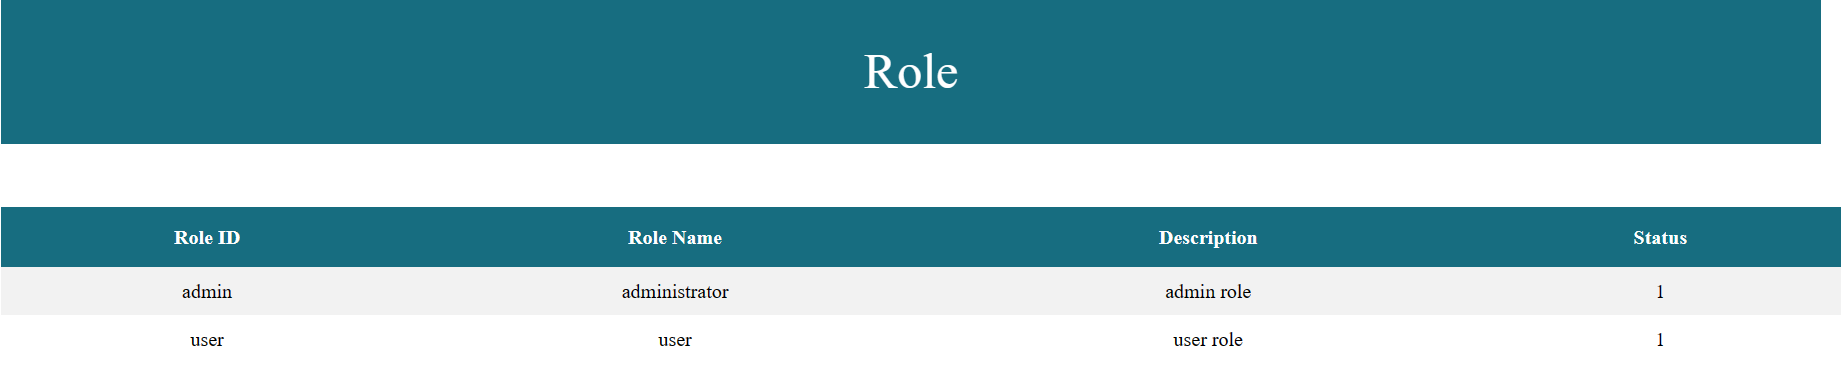 Role
Role ID Role Name Description Status
admin administrator admin role 1
user user user role 1